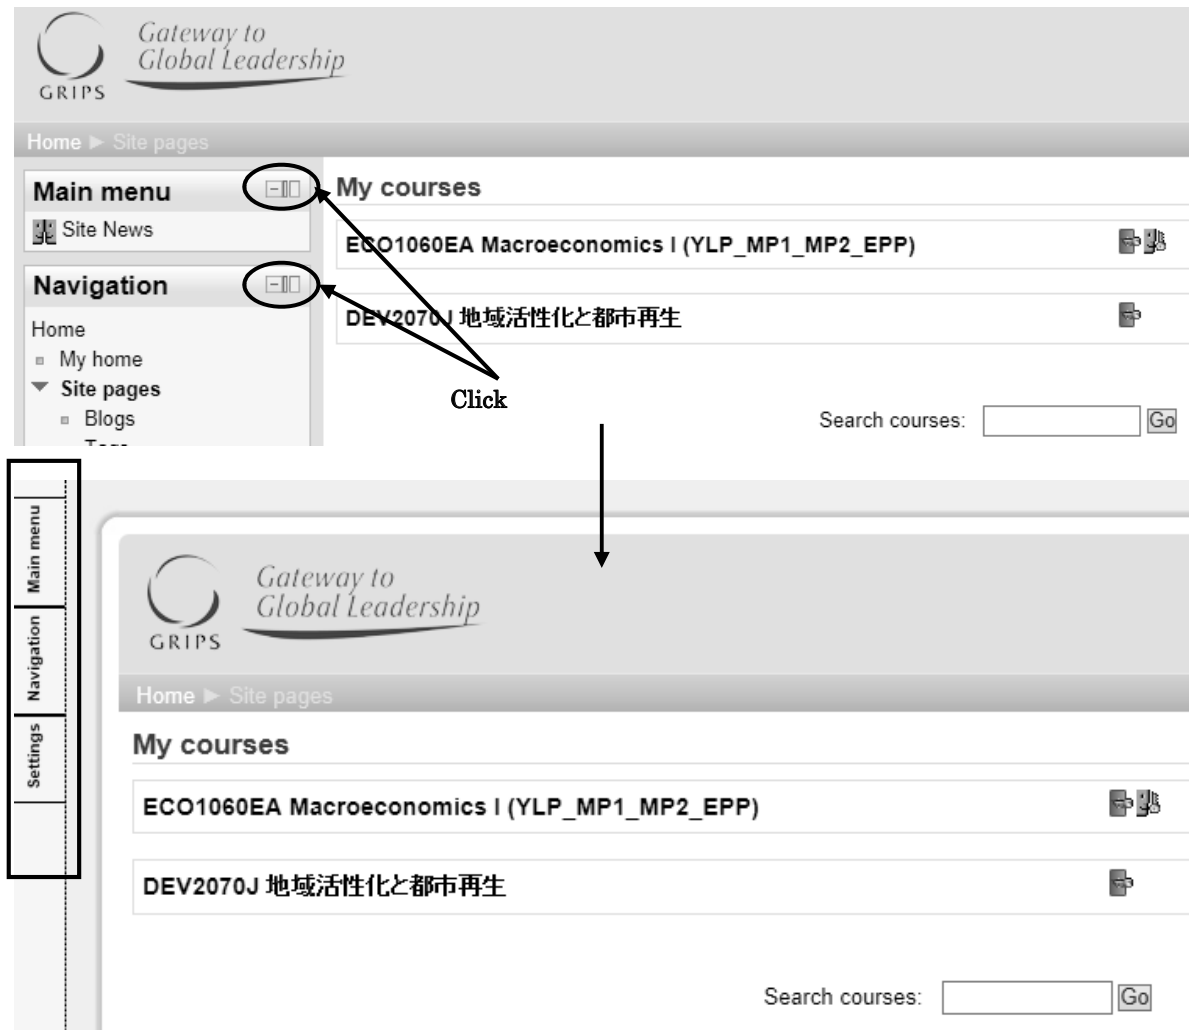 Gateway to
Global Leadership
GRIPS
Home ► Site pages
Main menu
Site News
Navigation
Home
My home
Site pages
Blogs
Tags
My courses
ECO1060EA Macroeconomics I (YLP_MP1_MP2_EPP)
DEV2070J 地域活性化と都市再生
Click
Search courses:
Go
Main menu
Navigation
Settings
Gateway to
Global Leadership
GRIPS
Home ► Site pages
My courses
ECO1060EA Macroeconomics I (YLP_MP1_MP2_EPP)
DEV2070J 地域活性化と都市再生
Search courses:
Go